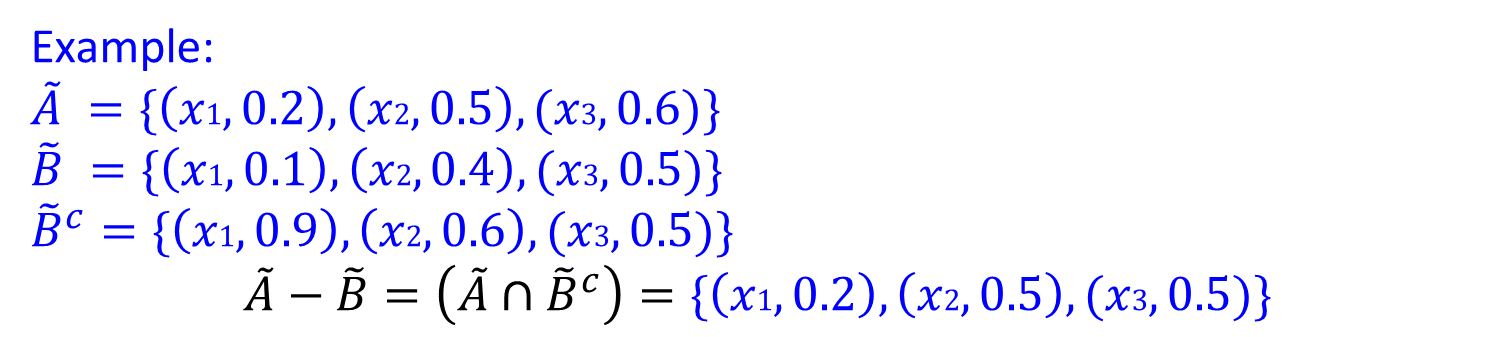 Example:
Ã = {(x₁, 0.2), (x₂, 0.5), (x₃, 0.6)}
B̃ = {(x₁, 0.1), (x₂, 0.4), (x₃, 0.5)}
B̃ᶜ = {(x₁, 0.9), (x₂, 0.6), (x₃, 0.5)}
Ã − B̃ = (Ã ∩ B̃ᶜ) = {(x₁, 0.2), (x₂, 0.5), (x₃, 0.5)}